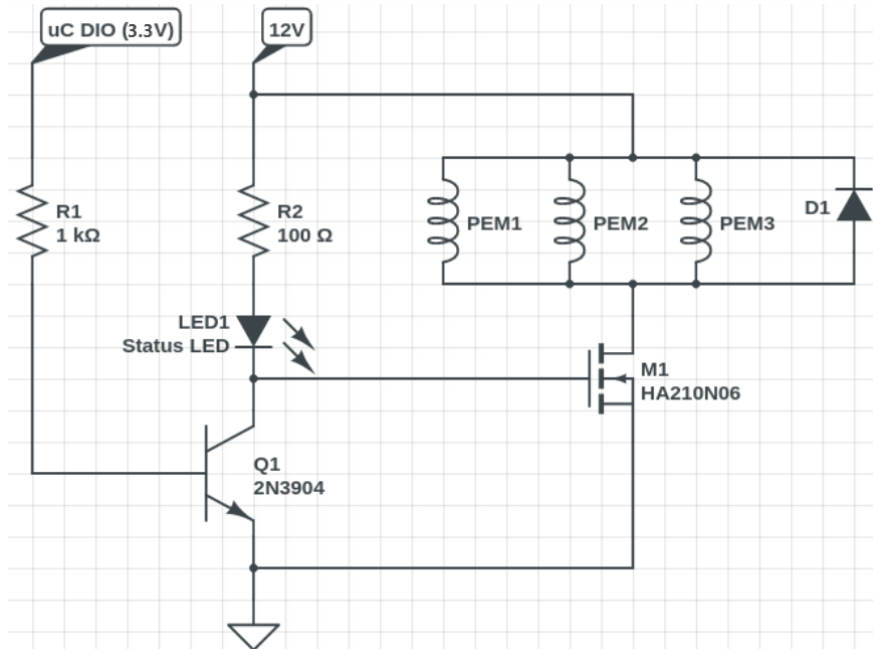 uC DIO (3.3V)
12V
R1
1 kΩ
R2
100 Ω
PEM1
PEM2
PEM3
D1
LED1
Status LED
M1
HA210N06
Q1
2N3904